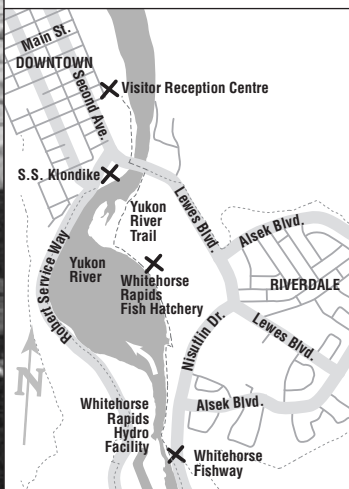 Main St.
DOWNTOWN
Second Ave.
Visitor Reception Centre
S.S. Klondike
Lewes Blvd.
Yukon
River
Trail
Alsek Blvd.
Robert Service Way
Yukon
River
Whitehorse
Rapids
Fish Hatchery
RIVERDALE
Nisutlin Dr.
Lewes Blvd.
N
Whitehorse
Rapids
Hydro
Facility
Alsek Blvd.
Whitehorse
Fishway